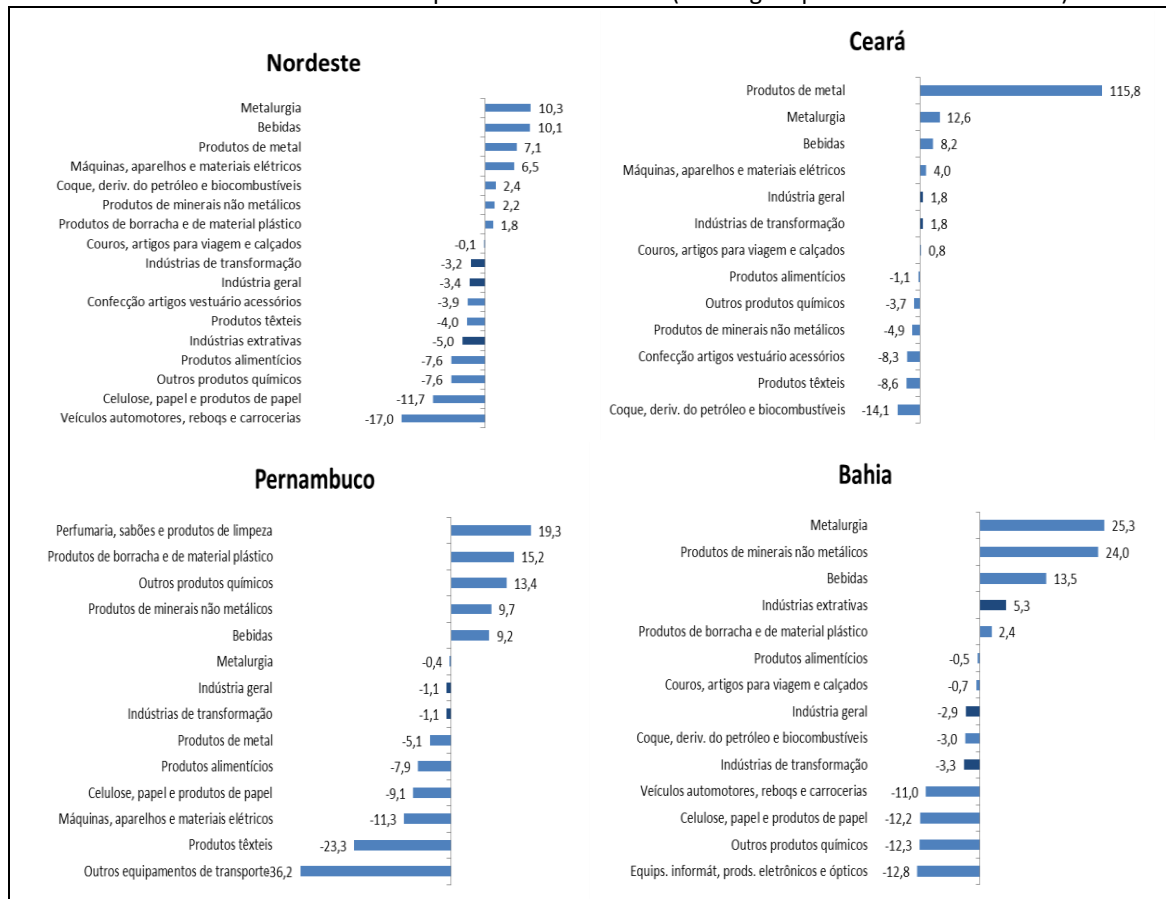 Nordeste
Metalurgia 10,3
Bebidas 10,1
Produtos de metal 7,1
Máquinas, aparelhos e materiais elétricos 6,5
Coque, deriv. do petróleo e biocombustíveis 2,4
Produtos de minerais não metálicos 2,2
Produtos de borracha e de material plástico 1,8
Couros, artigos para viagem e calçados -0,1
Indústrias de transformação -3,2
Indústria geral -3,4
Confecção artigos vestuário acessórios -3,9
Produtos têxteis -4,0
Indústrias extrativas -5,0
Produtos alimentícios -7,6
Outros produtos químicos -7,6
Celulose, papel e produtos de papel -11,7
Veículos automotores, reboqs e carrocerias -17,0
Ceará
Produtos de metal 115,8
Metalurgia 12,6
Bebidas 8,2
Máquinas, aparelhos e materiais elétricos 4,0
Indústria geral 1,8
Indústrias de transformação 1,8
Couros, artigos para viagem e calçados 0,8
Produtos alimentícios -1,1
Outros produtos químicos -3,7
Produtos de minerais não metálicos -4,9
Confecção artigos vestuário acessórios -8,3
Produtos têxteis -8,6
Coque, deriv. do petróleo e biocombustíveis -14,1
Pernambuco
Perfumaria, sabões e produtos de limpeza 19,3
Produtos de borracha e de material plástico 15,2
Outros produtos químicos 13,4
Produtos de minerais não metálicos 9,7
Bebidas 9,2
Metalurgia -0,4
Indústria geral -1,1
Indústrias de transformação -1,1
Produtos de metal -5,1
Produtos alimentícios -7,9
Celulose, papel e produtos de papel -9,1
Máquinas, aparelhos e materiais elétricos -11,3
Produtos têxteis -23,3
Outros equipamentos de transporte36,2
Bahia
Metalurgia 25,3
Produtos de minerais não metálicos 24,0
Bebidas 13,5
Indústrias extrativas 5,3
Produtos de borracha e de material plástico 2,4
Produtos alimentícios -0,5
Couros, artigos para viagem e calçados -0,7
Indústria geral -2,9
Coque, deriv. do petróleo e biocombustíveis -3,0
Indústrias de transformação -3,3
Veículos automotores, reboqs e carrocerias -11,0
Celulose, papel e produtos de papel -12,2
Outros produtos químicos -12,3
Equips. informát, prods. eletrônicos e ópticos -12,8